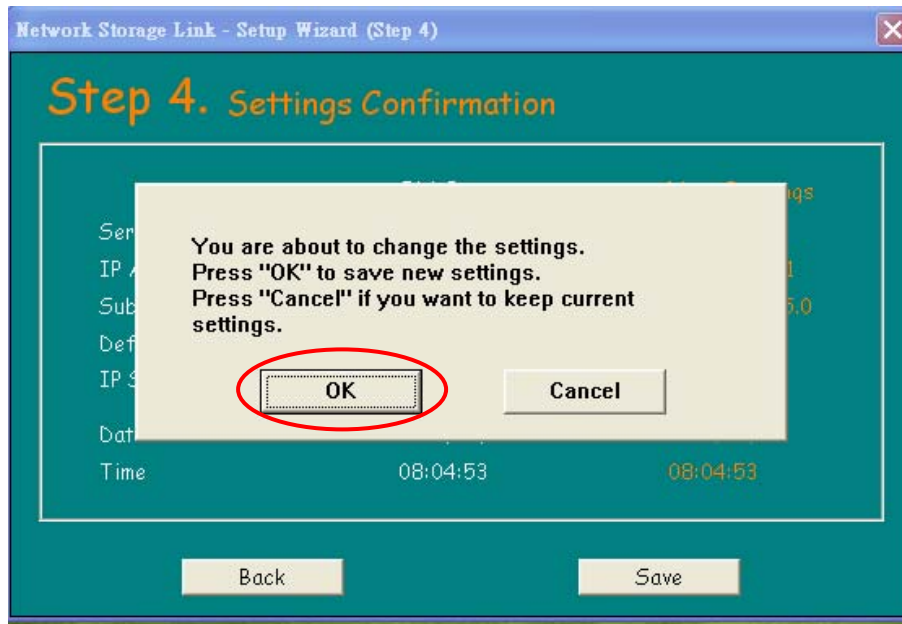 Network Storage Link - Setup Wizard (Step 4)
Step 4. Settings Confirmation
You are about to change the settings.
Press "OK" to save new settings.
Press "Cancel" if you want to keep current
settings.
OK Cancel
Time 08:04:53 08:04:53
Back Save